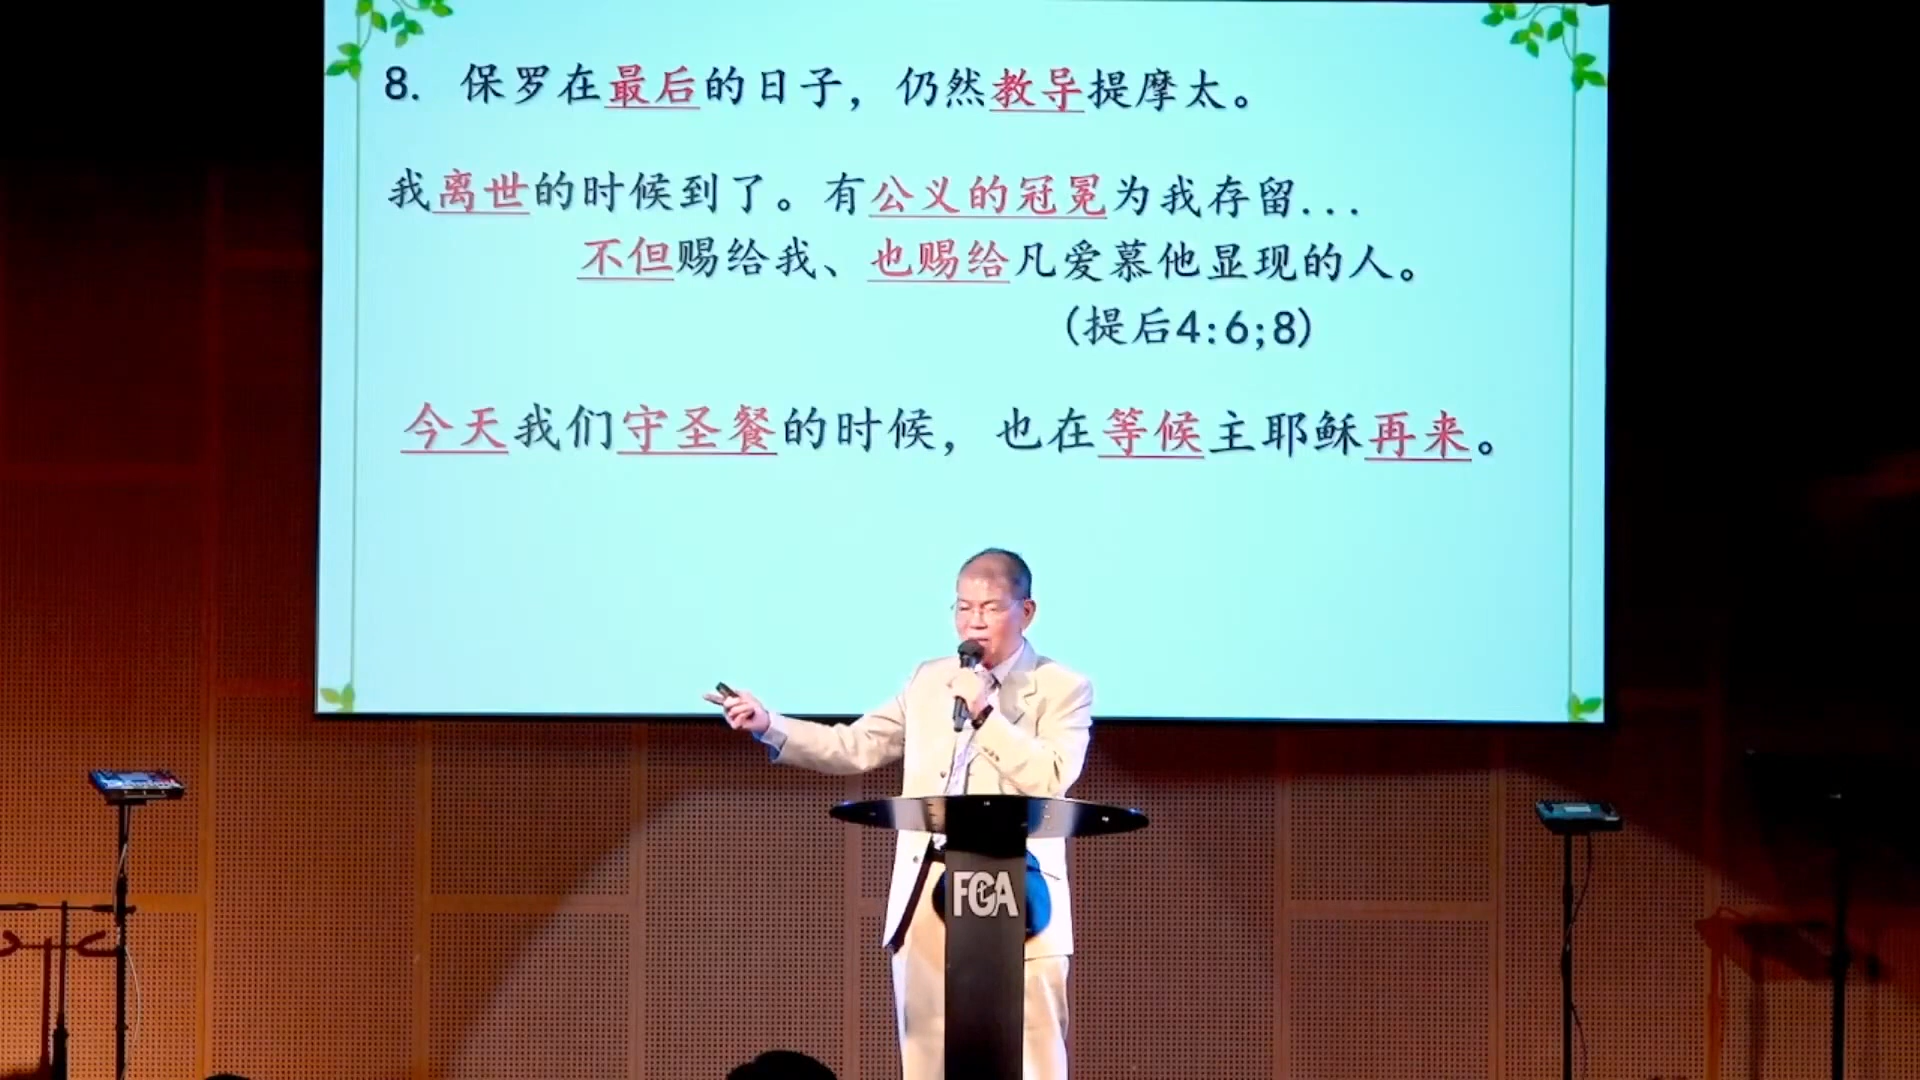 8. 保罗在最后的日子，仍然教导提摩太。
我离世的时候到了。有公义的冠冕为我存留...
不但赐给我、也赐给凡爱慕他显现的人。
(提后4:6;8)
今天我们守圣餐的时候，也在等候主耶稣再来。
FGA